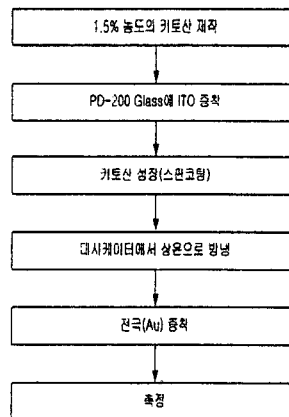 1.5% 농도의 키토산 제작
PD-200 Glass에 ITO 증착
키토산 성장(스핀코팅)
데시케이터에서 상온으로 방냉
전극(Au) 증착
측정